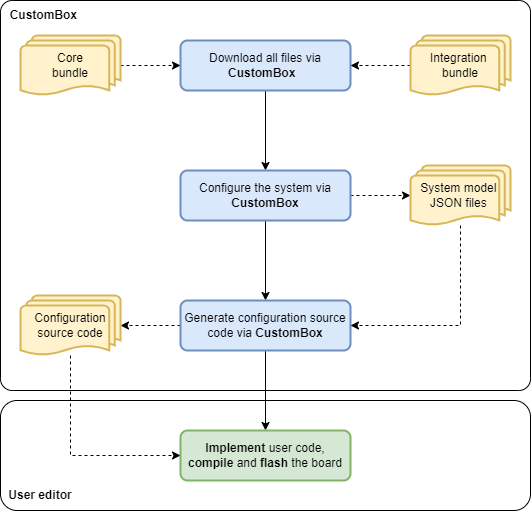 CustomBox
Core
bundle
Download all files via
CustomBox
Integration
bundle
Configure the system via
CustomBox
System model
JSON files
Configuration
source code
Generate configuration source
code via CustomBox
Implement user code,
compile and flash the board
User editor